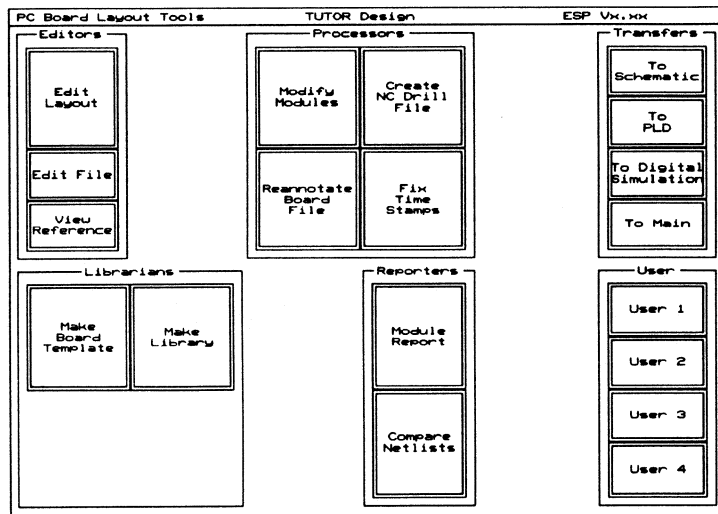 PC Board Layout Tools TUTOR Design ESP Vx.xx
Editors
Edit
Layout
Edit File
View
Reference
Processors
Modify
Modules
Create
NC Drill
File
Reannotate
Board
File
Fix
Time
Stamps
Transfers
To
Schematic
To
PLD
To Digital
Simulation
To Main
Librarians
Make
Board
Template
Make
Library
Reporters
Module
Report
Compare
Netlists
User
User 1
User 2
User 3
User 4